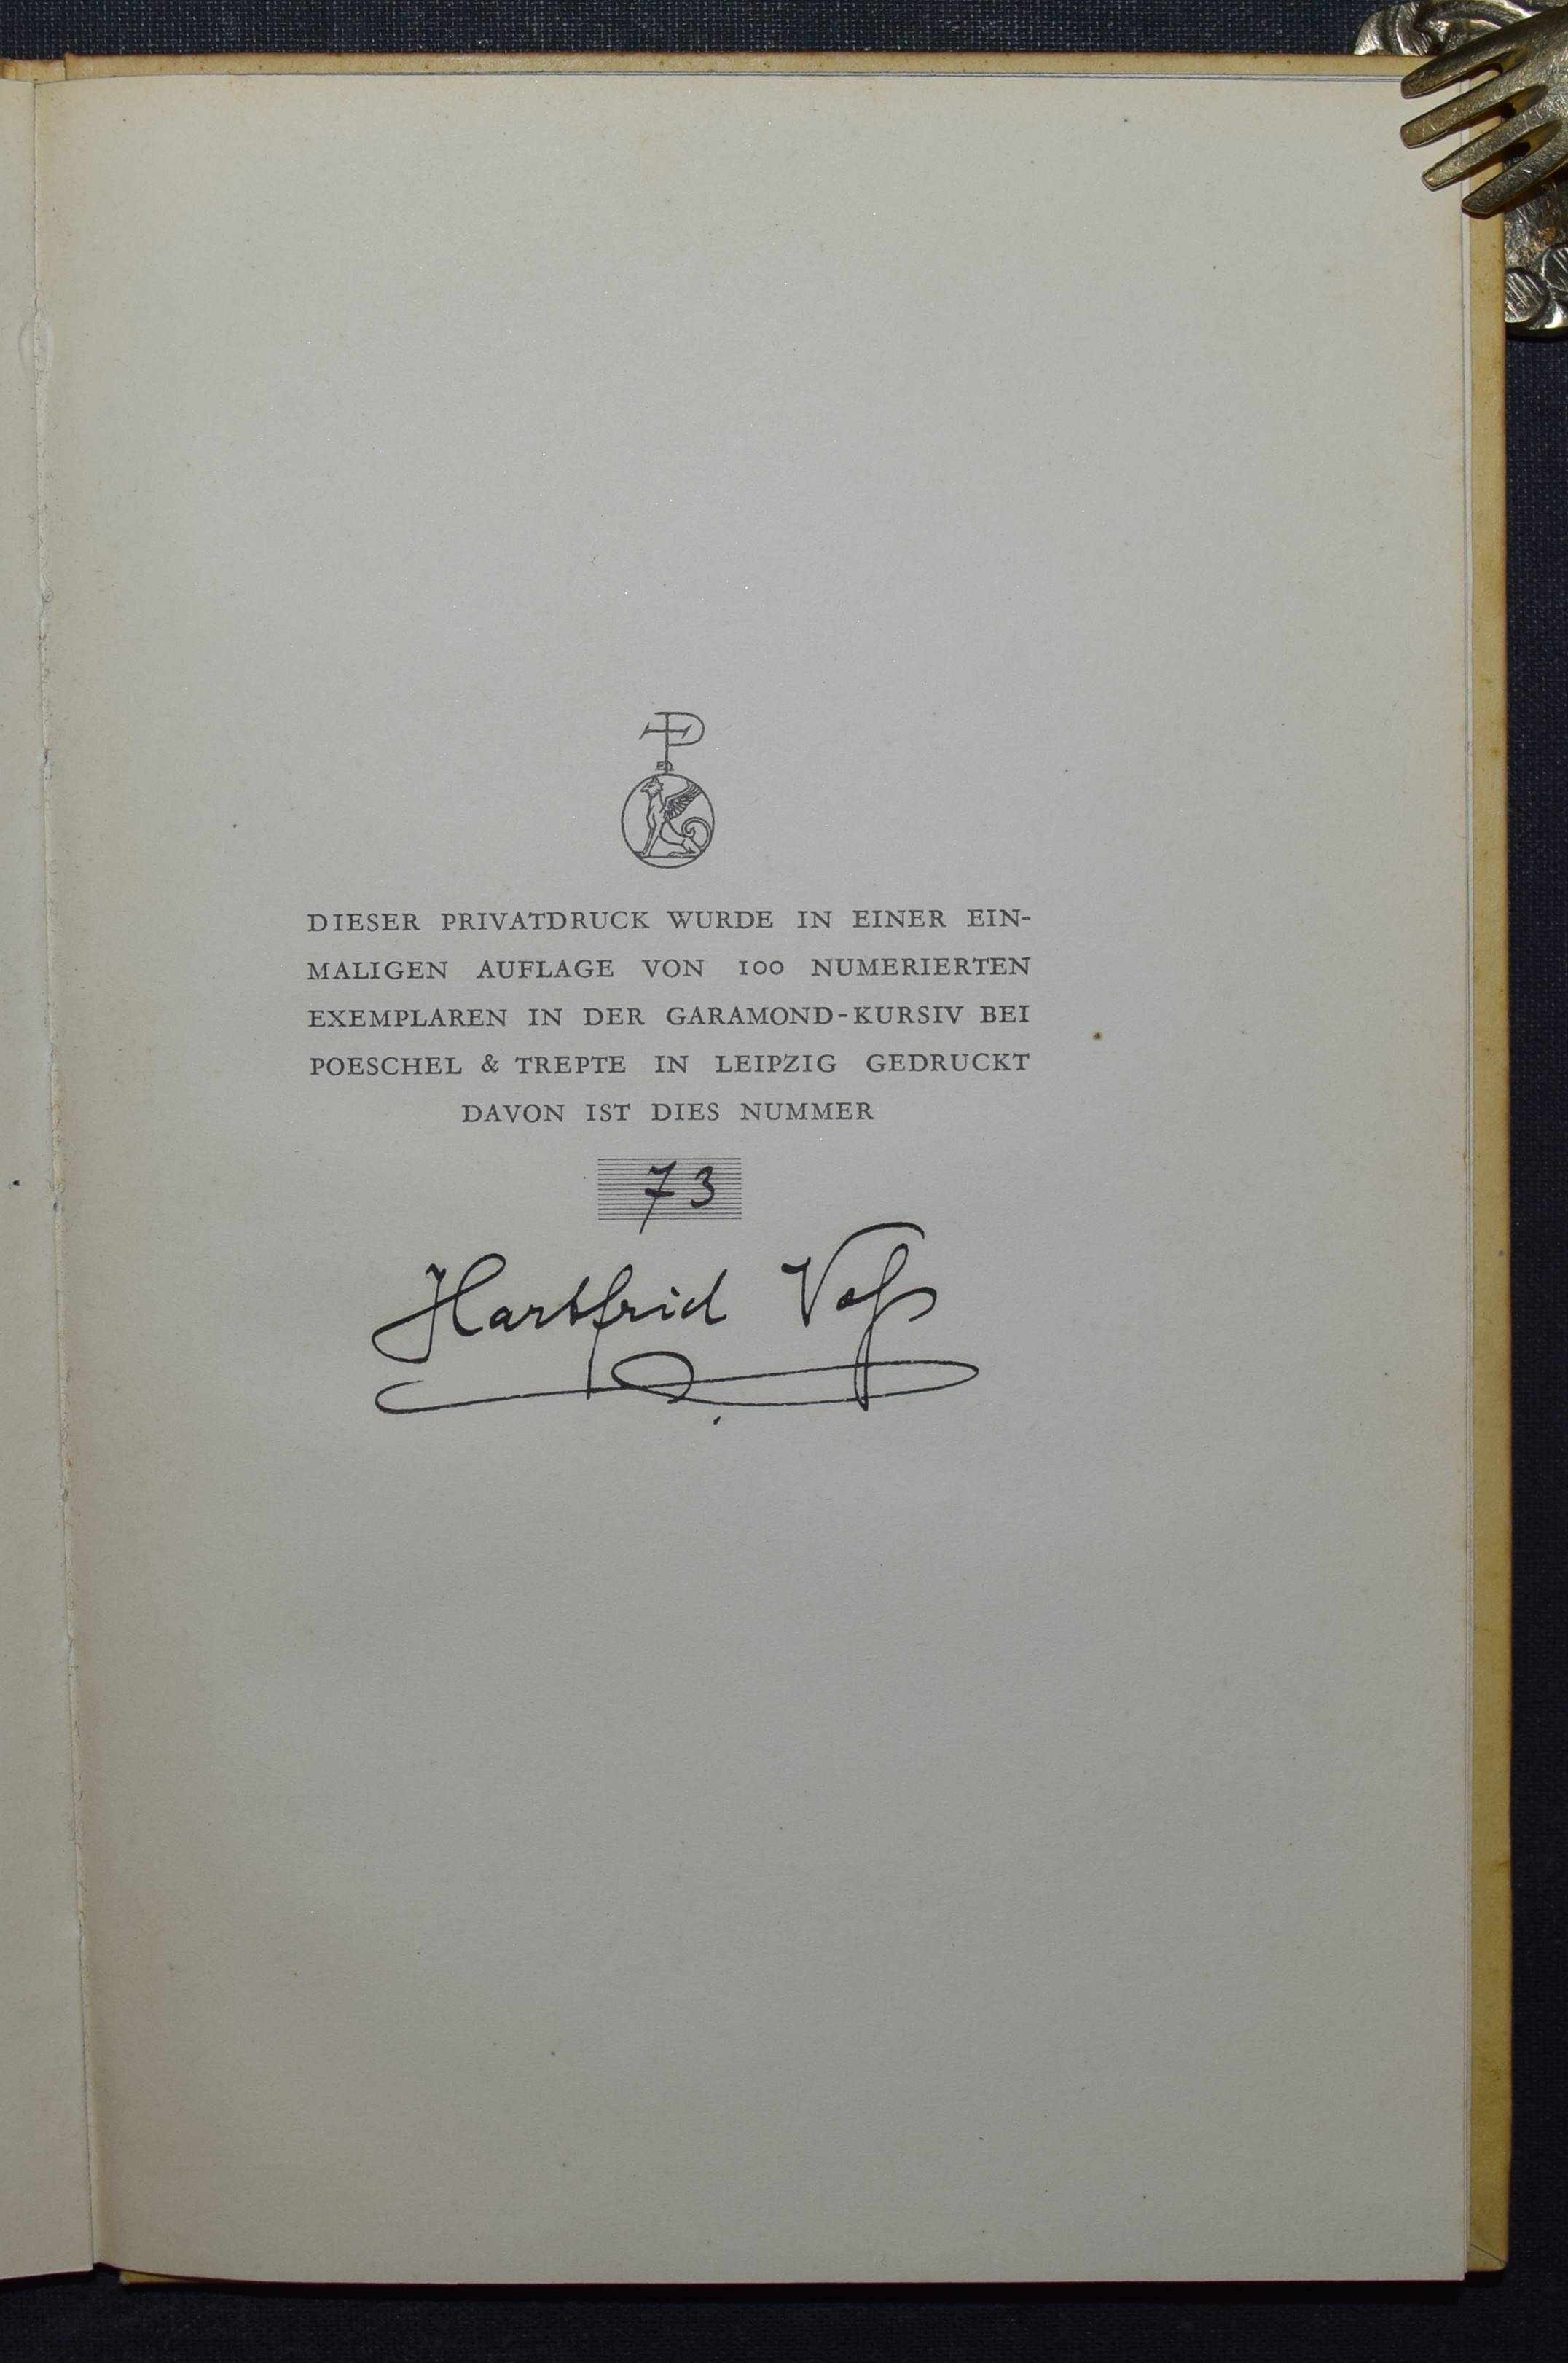 DIESER PRIVATDRUCK WURDE IN EINER EIN-
MALIGEN AUFLAGE VON 100 NUMERIERTEN
EXEMPLAREN IN DER GARAMOND-KURSIV BEI
POESCHEL & TREPTE IN LEIPZIG GEDRUCKT
DAVON IST DIES NUMMER
73
Hartfrid Voß